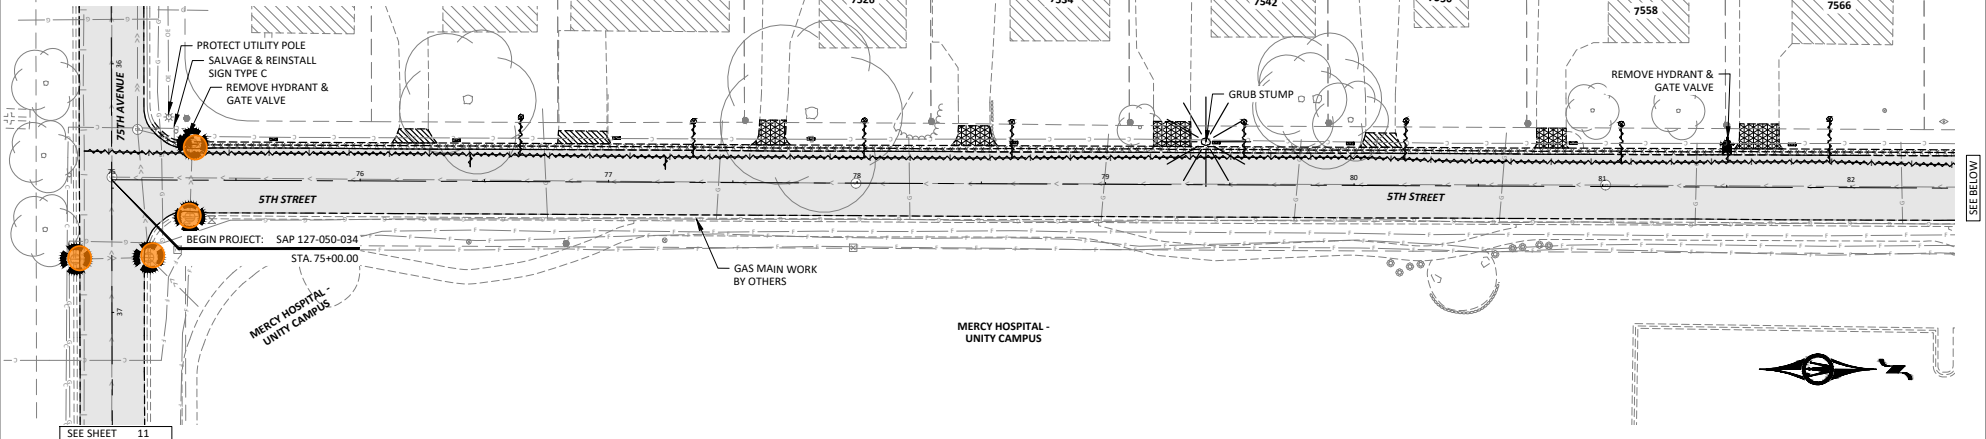 7542
7558
7566
PROTECT UTILITY POLE
SALVAGE & REINSTALL
SIGN TYPE C
REMOVE HYDRANT &
GATE VALVE
75TH AVENUE
36
GRUB STUMP
REMOVE HYDRANT &
GATE VALVE
76
77
78
79
80
81
82
5TH STREET
5TH STREET
SEE BELOW
BEGIN PROJECT: SAP 127-050-034
STA. 75+00.00
GAS MAIN WORK
BY OTHERS
37
MERCY HOSPITAL -
UNITY CAMPUS
MERCY HOSPITAL -
UNITY CAMPUS
SEE SHEET 11